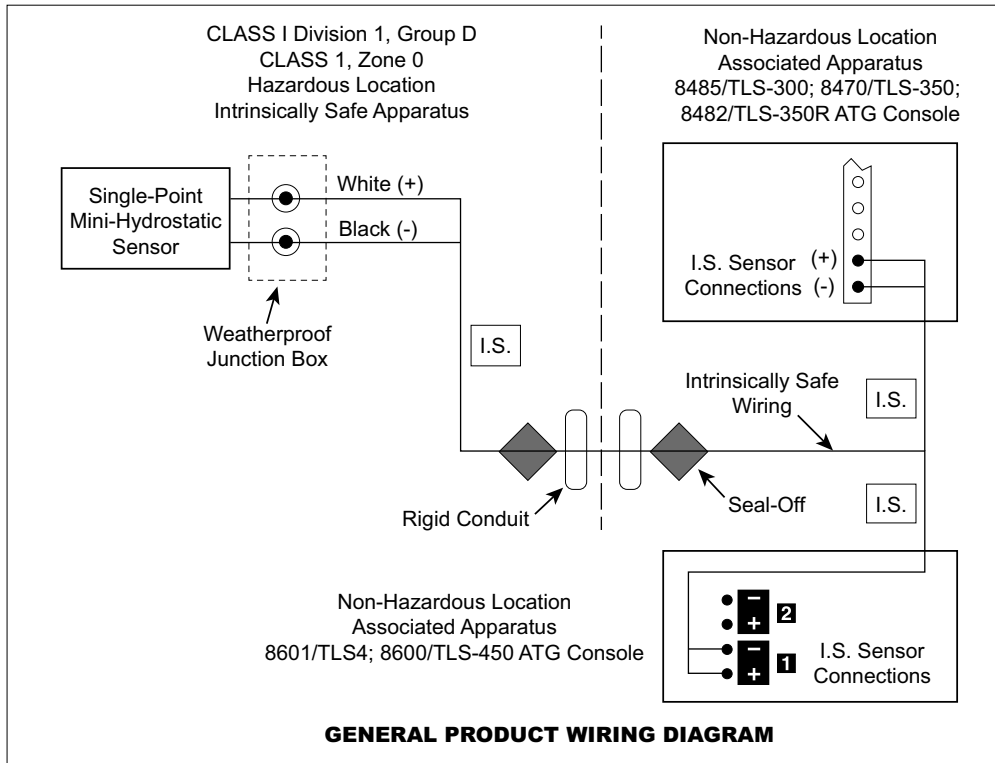 CLASS I Division 1, Group D
CLASS 1, Zone 0
Hazardous Location
Intrinsically Safe Apparatus
Non-Hazardous Location
Associated Apparatus
8485/TLS-300; 8470/TLS-350;
8482/TLS-350R ATG Console
Single-Point
Mini-Hydrostatic
Sensor
White (+)
Black (-)
Weatherproof
Junction Box
I.S.
I.S. Sensor
Connections
(+)
(-)
Intrinsically Safe
Wiring
I.S.
Rigid Conduit
Seal-Off
I.S.
Non-Hazardous Location
Associated Apparatus
8601/TLS4; 8600/TLS-450 ATG Console
−
+
2
−
+
1
I.S. Sensor
Connections
GENERAL PRODUCT WIRING DIAGRAM